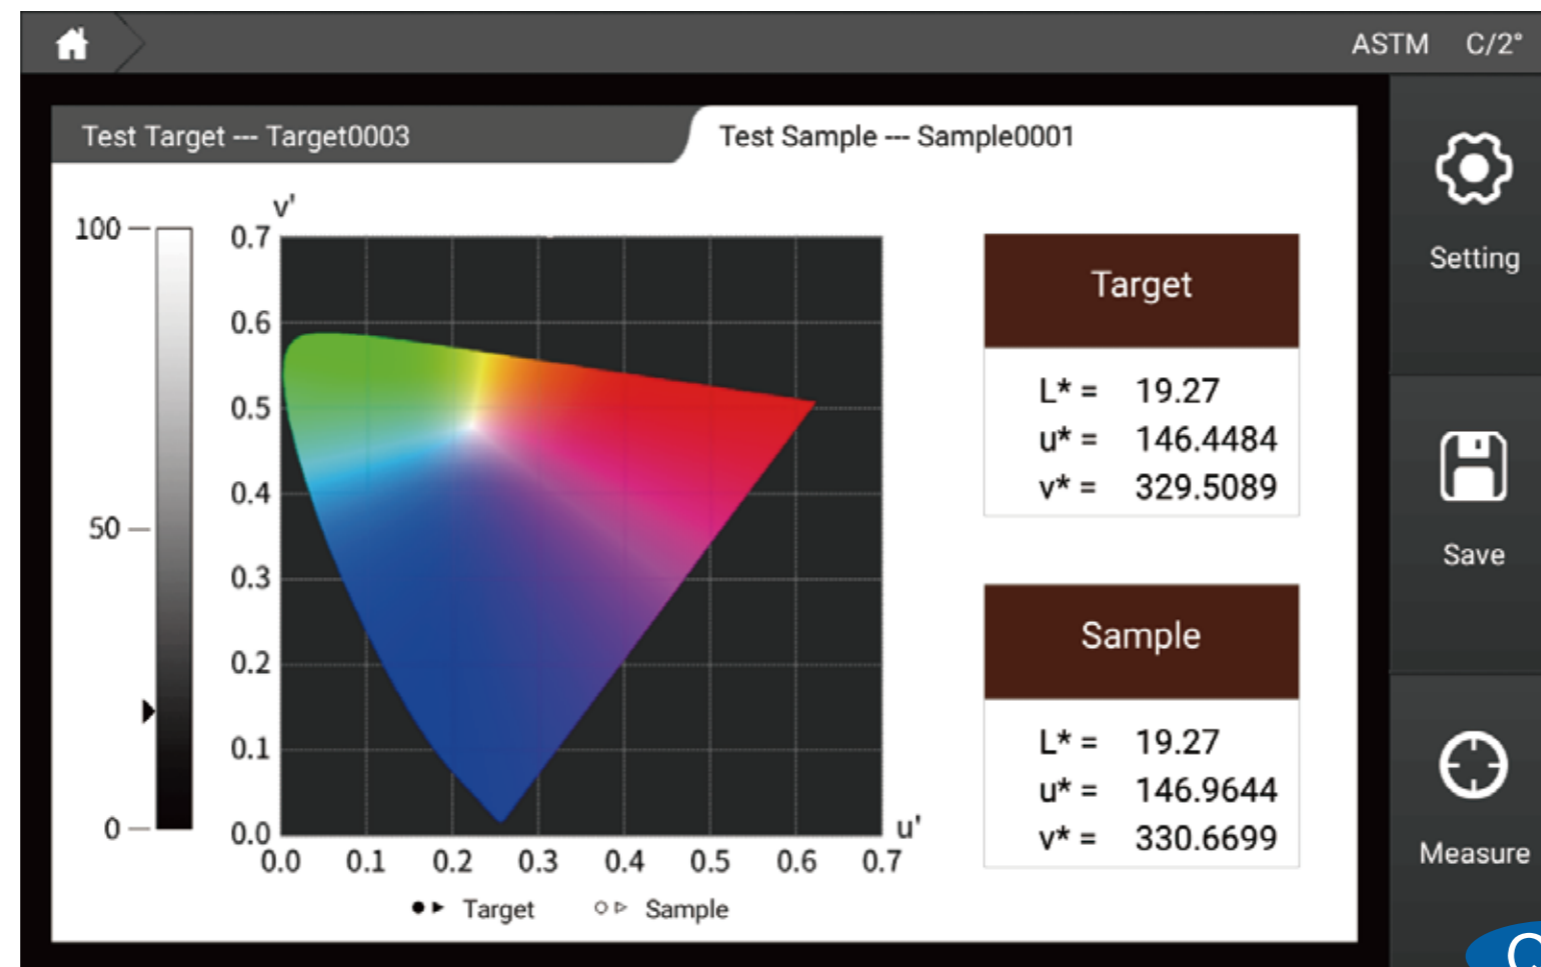 ASTM C/2°
Test Target --- Target0003
Test Sample --- Sample0001
v'
100
50
0
0.7
0.6
0.5
0.4
0.3
0.2
0.1
0.0
0.0 0.1 0.2 0.3 0.4 0.5 0.6 0.7
u'
Target
Sample
Target
L* = 19.27
u* = 146.4484
v* = 329.5089
Sample
L* = 19.27
u* = 146.9644
v* = 330.6699
Setting
Save
Measure